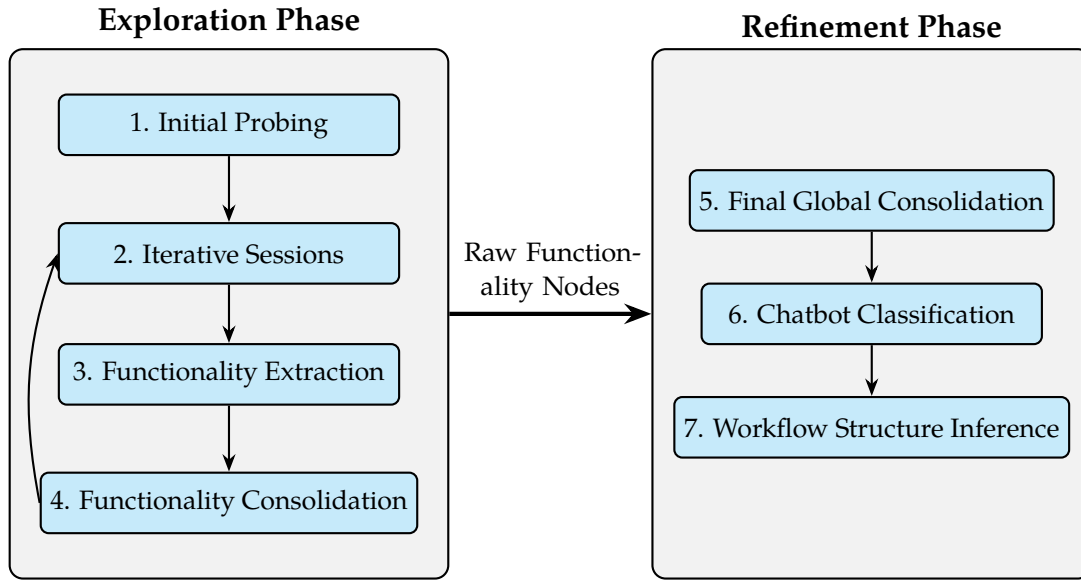 Exploration Phase
1. Initial Probing
2. Iterative Sessions
3. Functionality Extraction
4. Functionality Consolidation
Raw Function-
ality Nodes
Refinement Phase
5. Final Global Consolidation
6. Chatbot Classification
7. Workflow Structure Inference